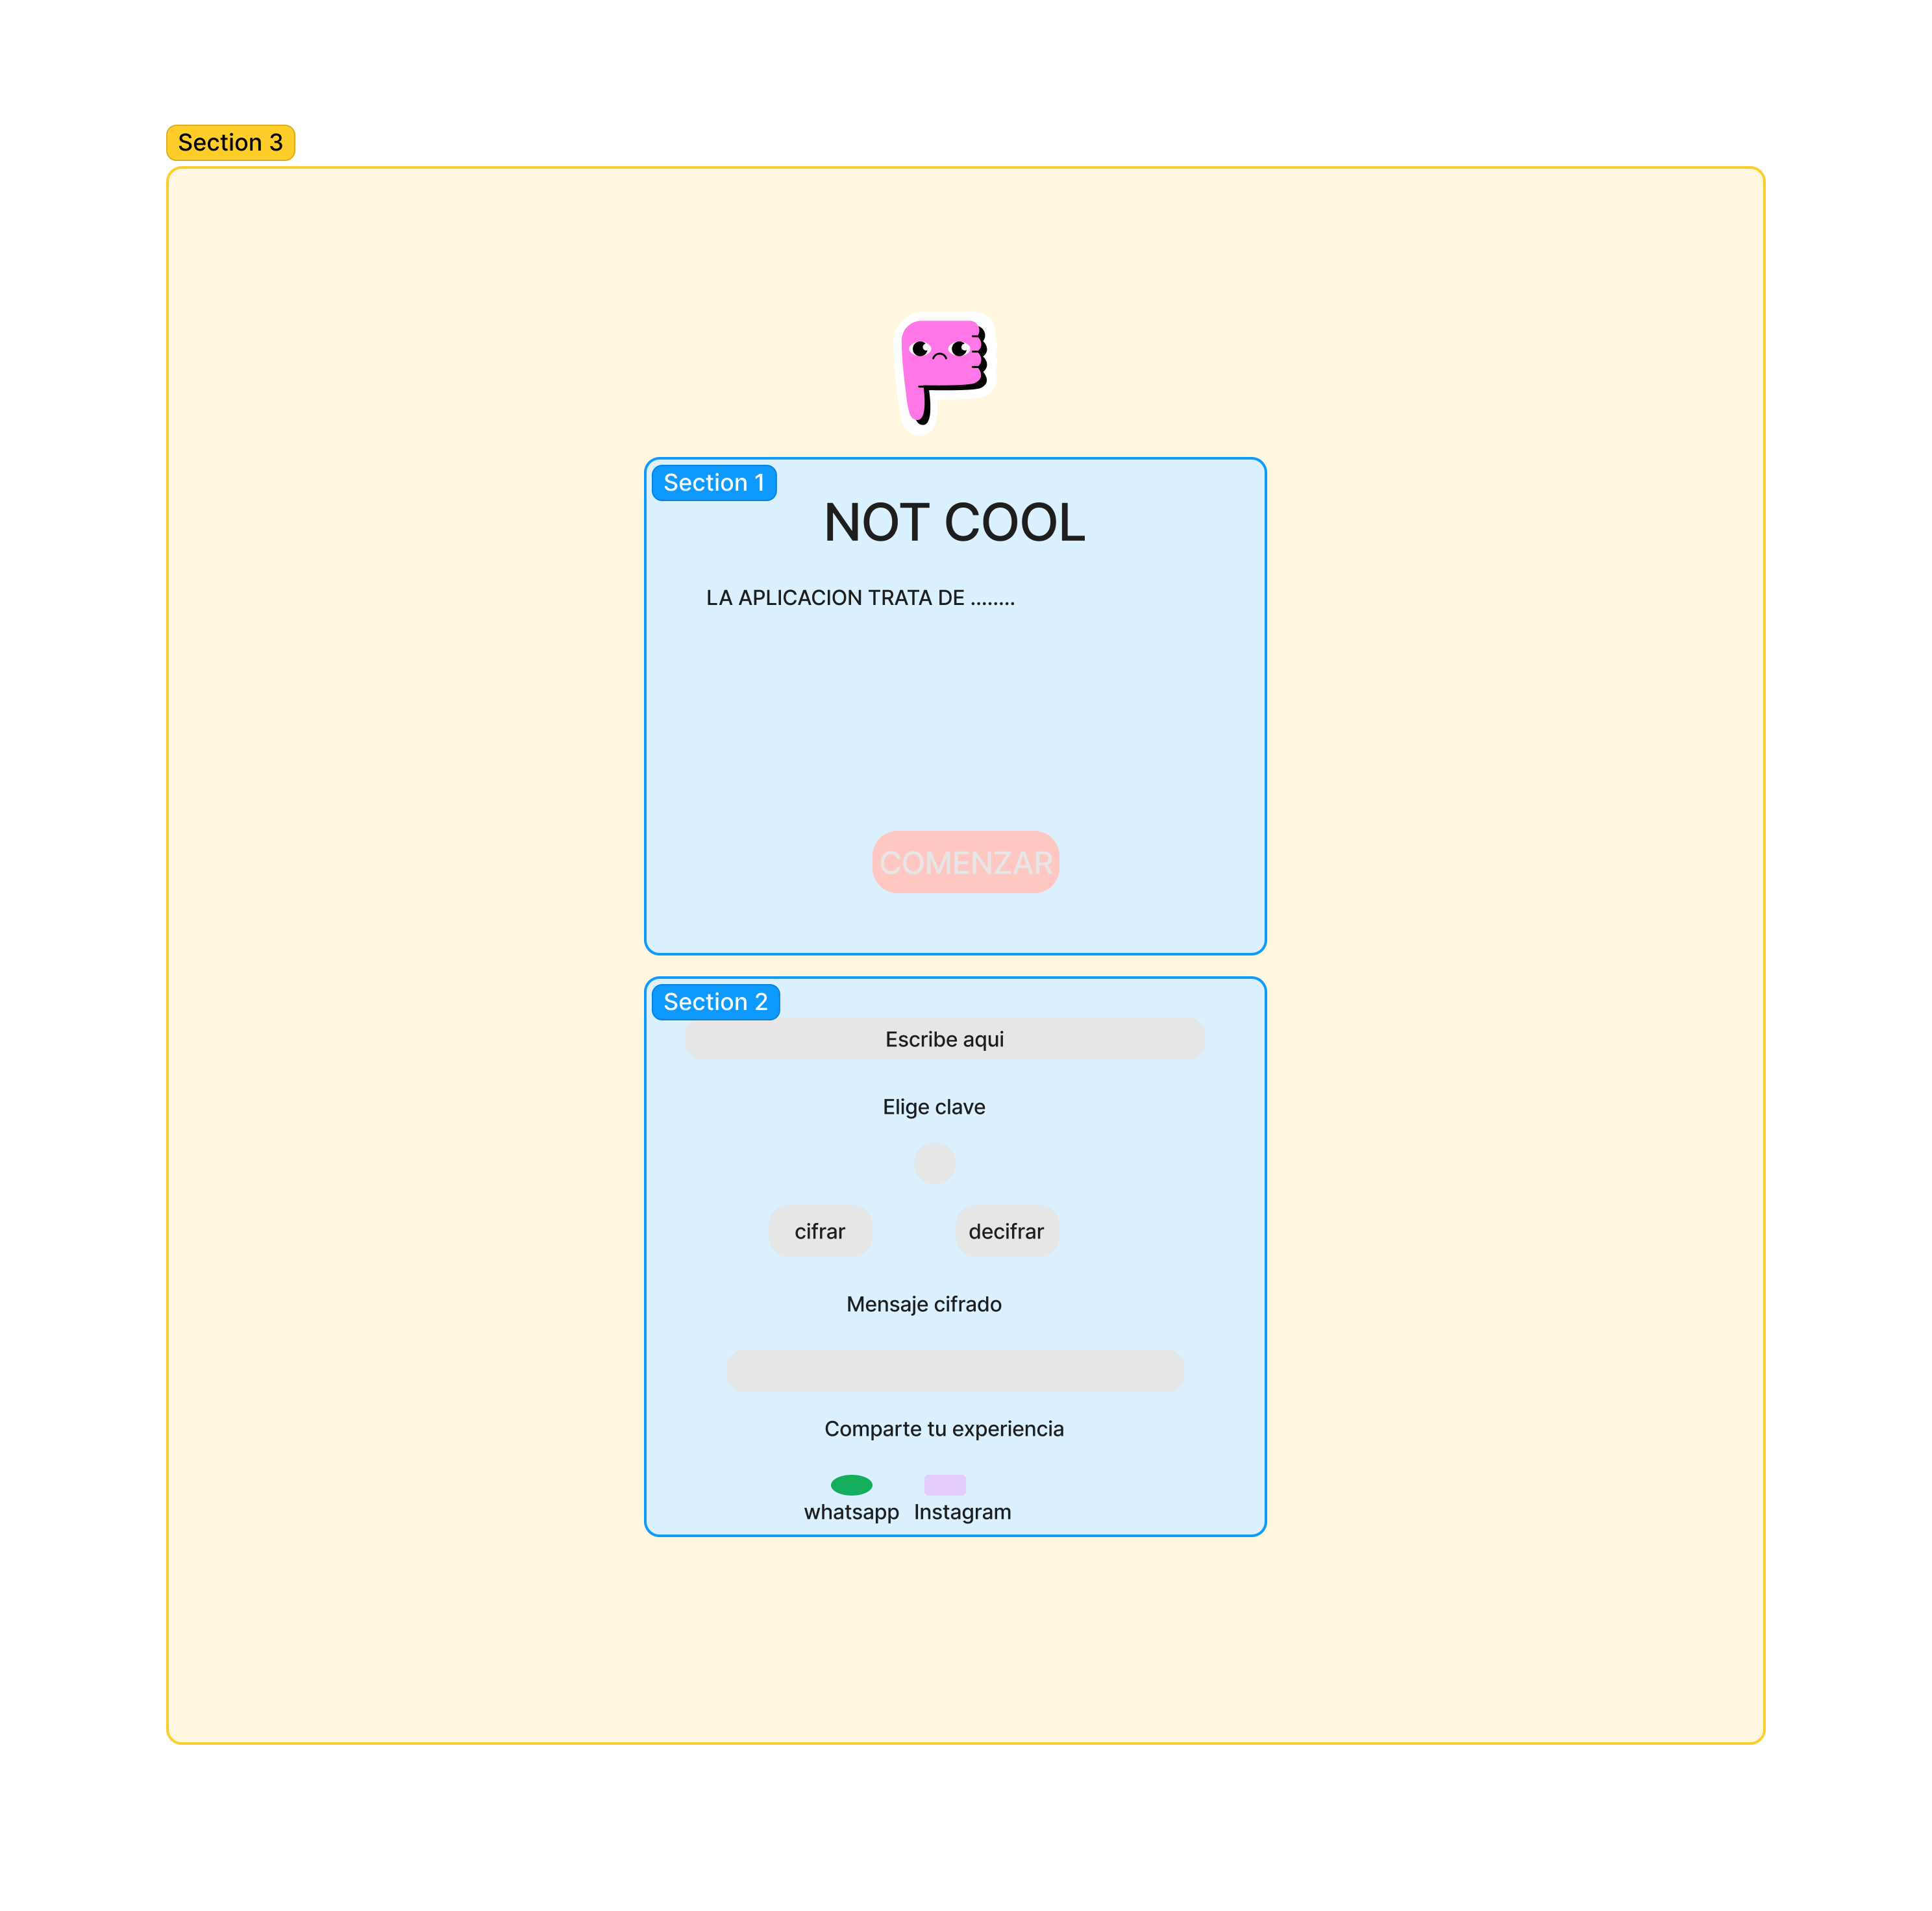 Section 3
Section 1
NOT COOL
LA APLICACION TRATA DE ........
COMENZAR
Section 2
Escribe aqui
Elige clave
cifrar
decifrar
Mensaje cifrado
Comparte tu experiencia
whatsapp
Instagram